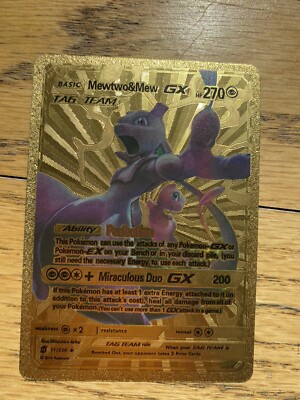 BASIC Mewtwo&Mew GX HP 270
TAG TEAM
Ability Perfection
This Pokémon can use the attacks of any Pokémon-GX or
Pokémon-EX on your Bench or in your discard pile. (you
still need the necessary Energy to use each attack.)
+ Miraculous Duo GX 200
If this Pokémon has at least 1 extra Energy attached to it (in
addition to this attack's cost), heal all damage from all
of your Pokémon. (You can't use more than 1 GX attack in a game.)
weakness ×2 resistance retreat
TAG TEAM rule When your TAG TEAM is
Knocked Out, your opponent takes 3 Prize Cards